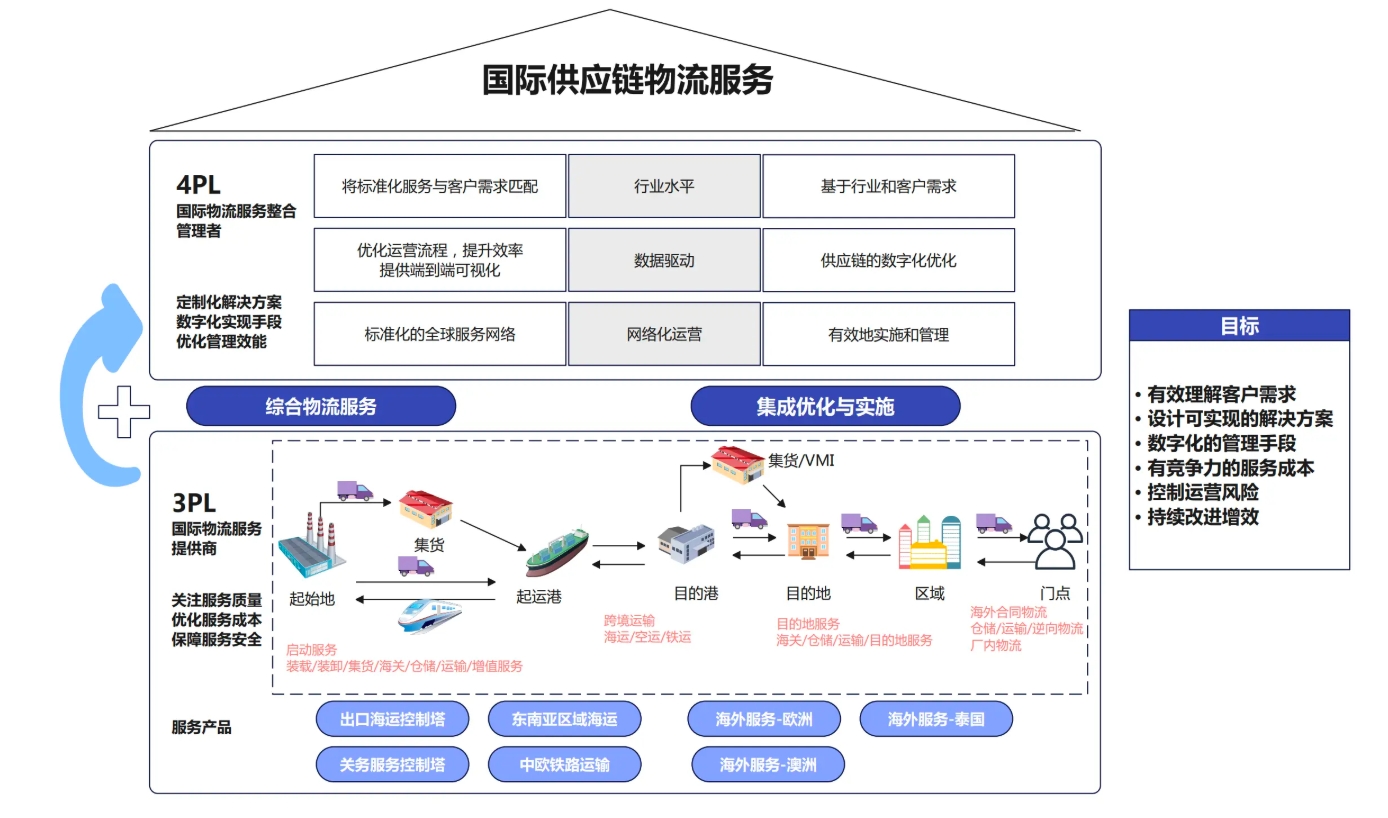 国际供应链物流服务
4PL
国际物流服务整合
管理者
定制化解决方案
数字化实现手段
优化管理效能
将标准化服务与客户需求匹配
行业水平
基于行业和客户需求
优化运营流程，提升效率
提供端到端可视化
数据驱动
供应链的数字化优化
标准化的全球服务网络
网络化运营
有效地实施和管理
综合物流服务
集成优化与实施
3PL
国际物流服务
提供商
关注服务质量
优化服务成本
保障服务安全
集货/VMI
集货
起始地
起运港
目的港
目的地
区域
门点
启动服务
装载/装卸/集货/海关/仓储/运输/增值服务
跨境运输
海运/空运/铁运
目的地服务
海关/仓储/运输/目的地服务
海外合同物流
仓储/运输/逆向物流
厂内物流
服务产品
出口海运控制塔
东南亚区域海运
海外服务-欧洲
海外服务-泰国
关务服务控制塔
中欧铁路运输
海外服务-澳洲
目标
• 有效理解客户需求
• 设计可实现的解决方案
• 数字化的管理手段
• 有竞争力的服务成本
• 控制运营风险
• 持续改进增效